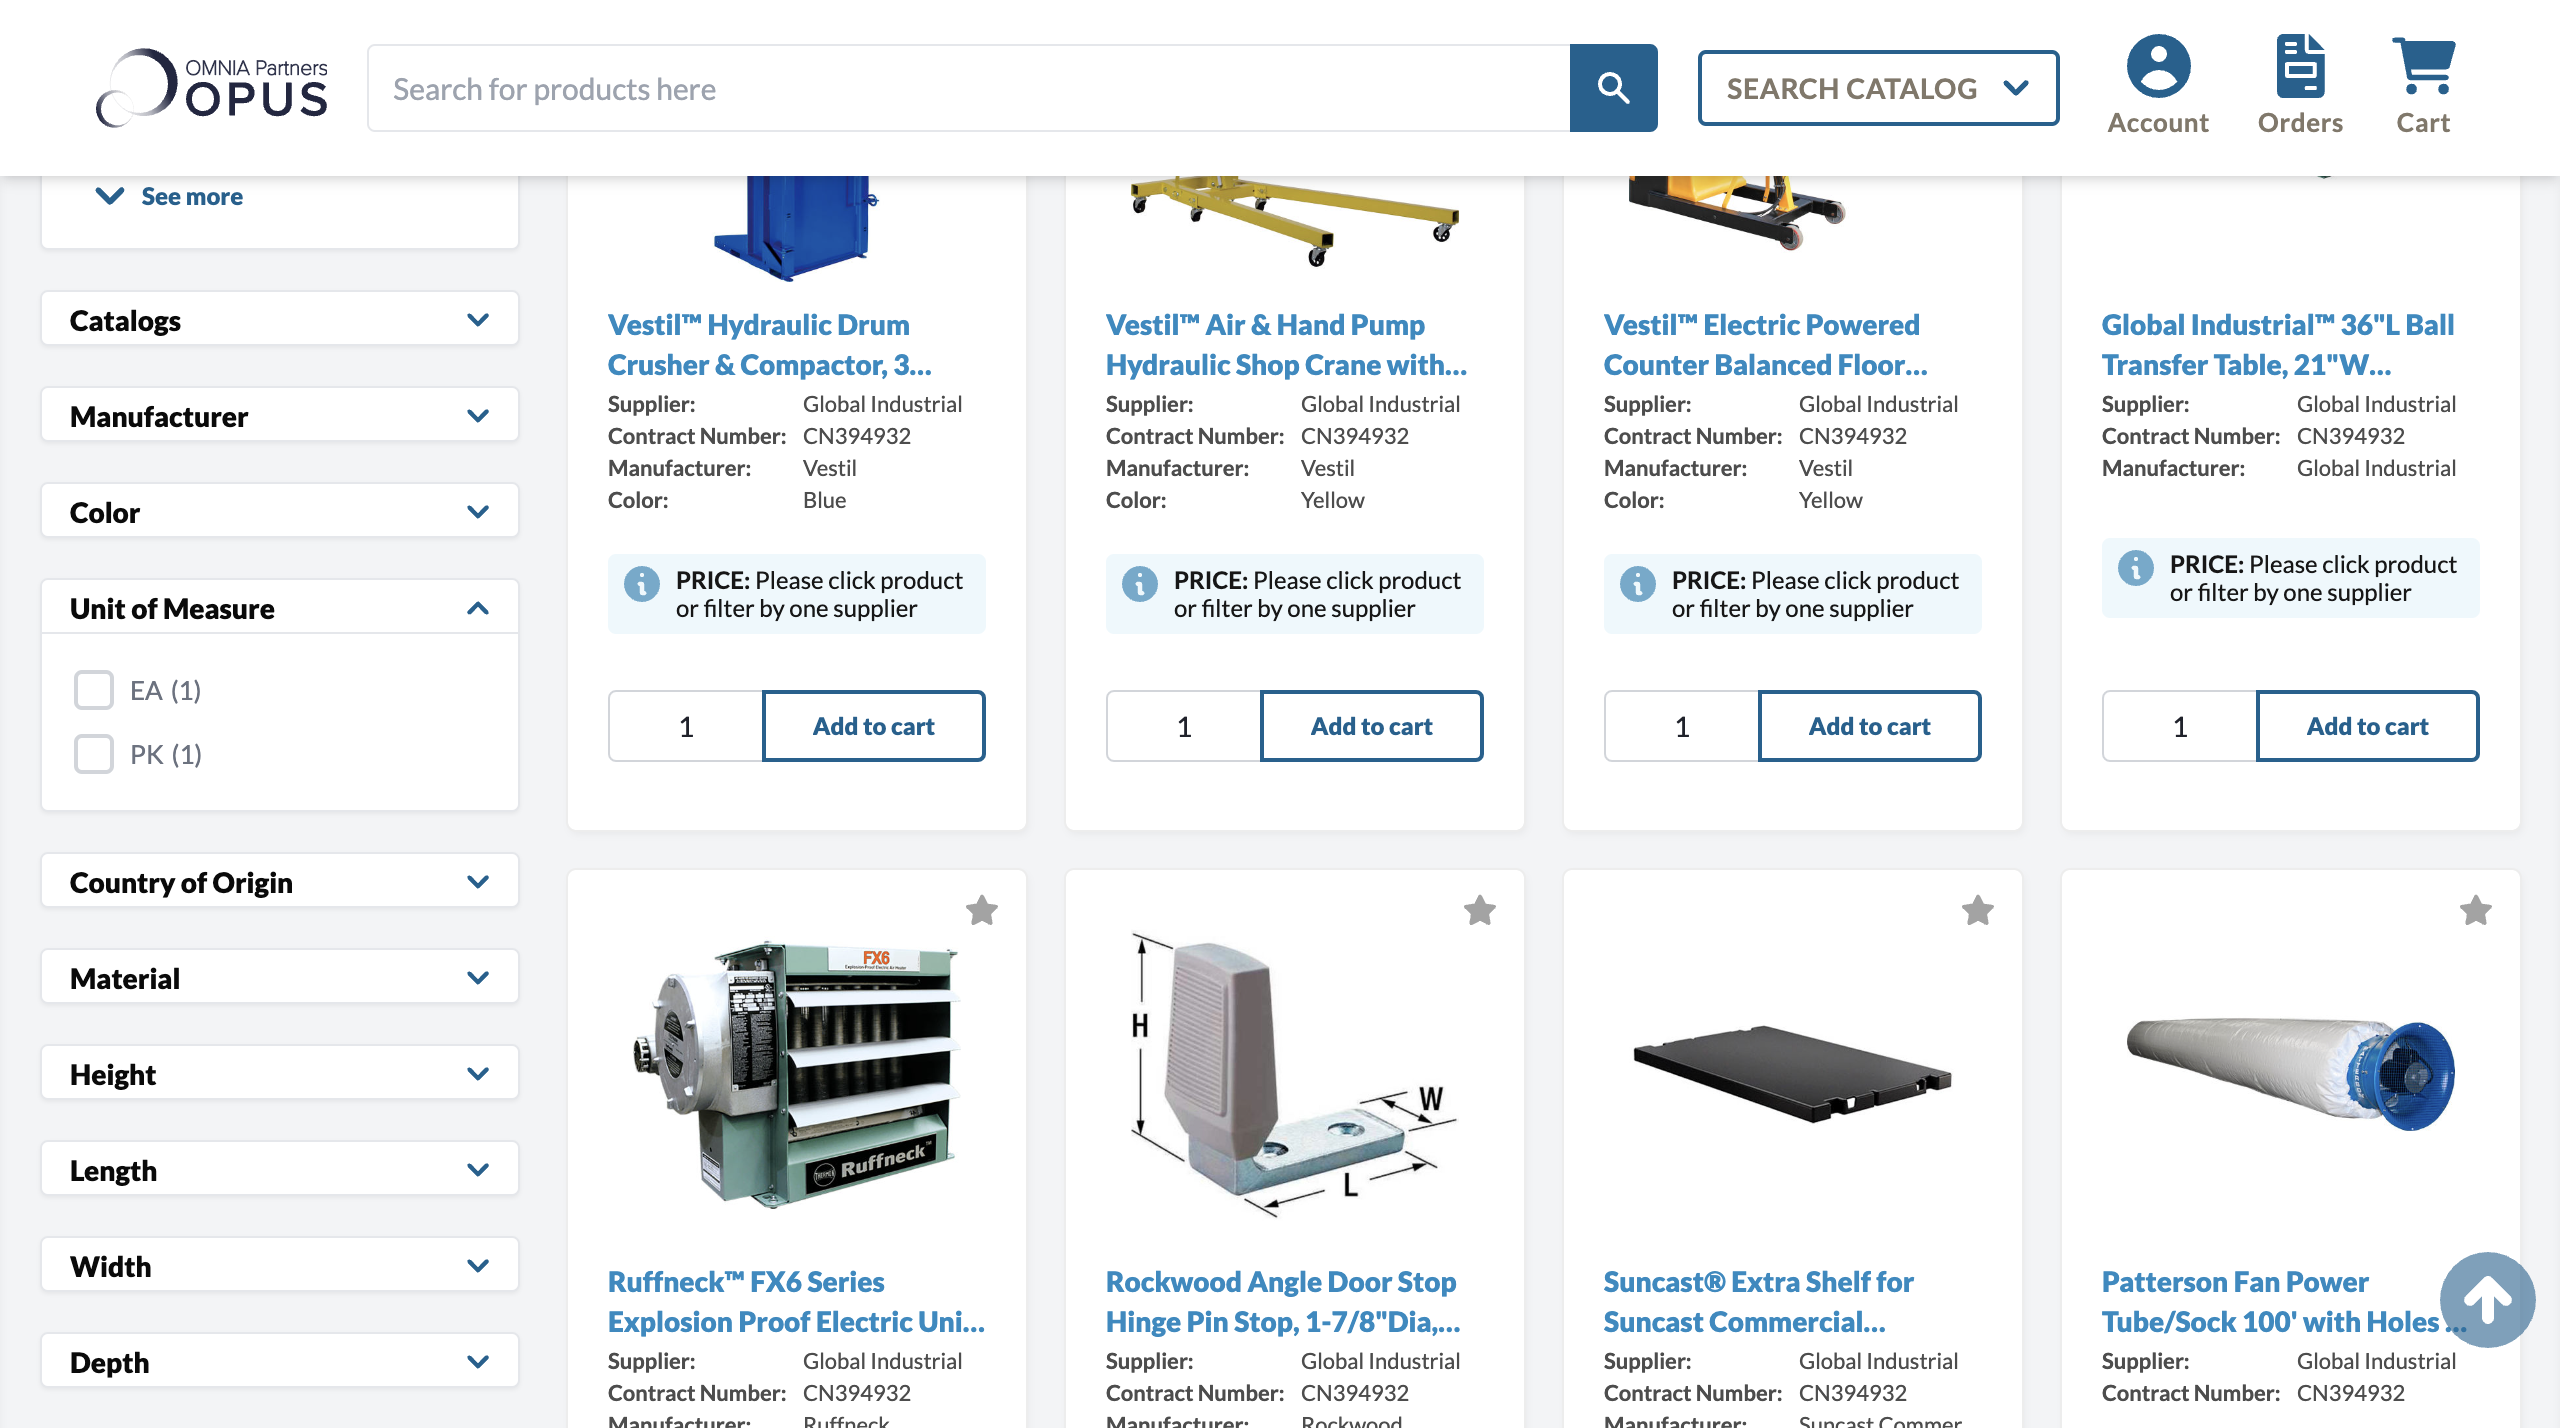 OMNIA Partners
OPUS
Search for products here
SEARCH CATALOG
Account
Orders
Cart
See more
Catalogs
Manufacturer
Color
Unit of Measure
EA (1)
PK (1)
Country of Origin
Material
Height
Length
Width
Depth
Vestil™ Hydraulic Drum
Crusher & Compactor, 3...
Supplier: Global Industrial
Contract Number: CN394932
Manufacturer: Vestil
Color: Blue
PRICE: Please click product
or filter by one supplier
1 Add to cart
Vestil™ Air & Hand Pump
Hydraulic Shop Crane with...
Supplier: Global Industrial
Contract Number: CN394932
Manufacturer: Vestil
Color: Yellow
PRICE: Please click product
or filter by one supplier
1 Add to cart
Vestil™ Electric Powered
Counter Balanced Floor...
Supplier: Global Industrial
Contract Number: CN394932
Manufacturer: Vestil
Color: Yellow
PRICE: Please click product
or filter by one supplier
1 Add to cart
Global Industrial™ 36"L Ball
Transfer Table, 21"W...
Supplier: Global Industrial
Contract Number: CN394932
Manufacturer: Global Industrial
PRICE: Please click product
or filter by one supplier
1 Add to cart
FX6
Explosion-Proof Electric Air Heater
THERMON Ruffneck™
Ruffneck™ FX6 Series
Explosion Proof Electric Uni...
Supplier: Global Industrial
Contract Number: CN394932
Manufacturer: Ruffneck
H
W
L
Rockwood Angle Door Stop
Hinge Pin Stop, 1-7/8"Dia,...
Supplier: Global Industrial
Contract Number: CN394932
Manufacturer: Rockwood
Suncast® Extra Shelf for
Suncast Commercial...
Supplier: Global Industrial
Contract Number: CN394932
Manufacturer: Suncast Commer
Patterson Fan Power
Tube/Sock 100' with Holes ...
Supplier: Global Industrial
Contract Number: CN394932